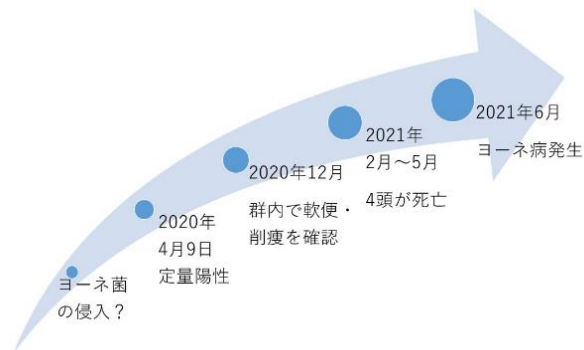 ヨーネ菌
の侵入？
2020年
4月9日
定量陽性
2020年12月
群内で軟便・
削痩を確認
2021年
2月～5月
4頭が死亡
2021年6月
ヨーネ病発生